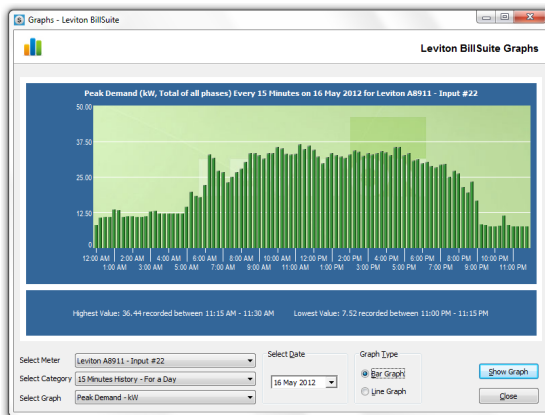 Graphs - Leviton BillSuite
Leviton BillSuite Graphs
Peak Demand (kW, Total of all phases) Every 15 Minutes on 16 May 2012 for Leviton A8911 - Input #22
50.00
37.50
25.00
12.50
0
12:00 AM 2:00 AM 4:00 AM 6:00 AM 8:00 AM 10:00 AM 12:00 PM 2:00 PM 4:00 PM 6:00 PM 8:00 PM 10:00 PM
1:00 AM 3:00 AM 5:00 AM 7:00 AM 9:00 AM 11:00 AM 1:00 PM 3:00 PM 5:00 PM 7:00 PM 9:00 PM 11:00 PM
Highest Value: 36.44 recorded between 11:15 AM - 11:30 AM Lowest Value: 7.52 recorded between 11:00 PM - 11:15 PM
Select Meter Leviton A8911 - Input #22
Select Category 15 Minutes History - For a Day
Select Graph Peak Demand - kW
Select Date
16 May 2012
Graph Type
Bar Graph
Line Graph
Show Graph
Close